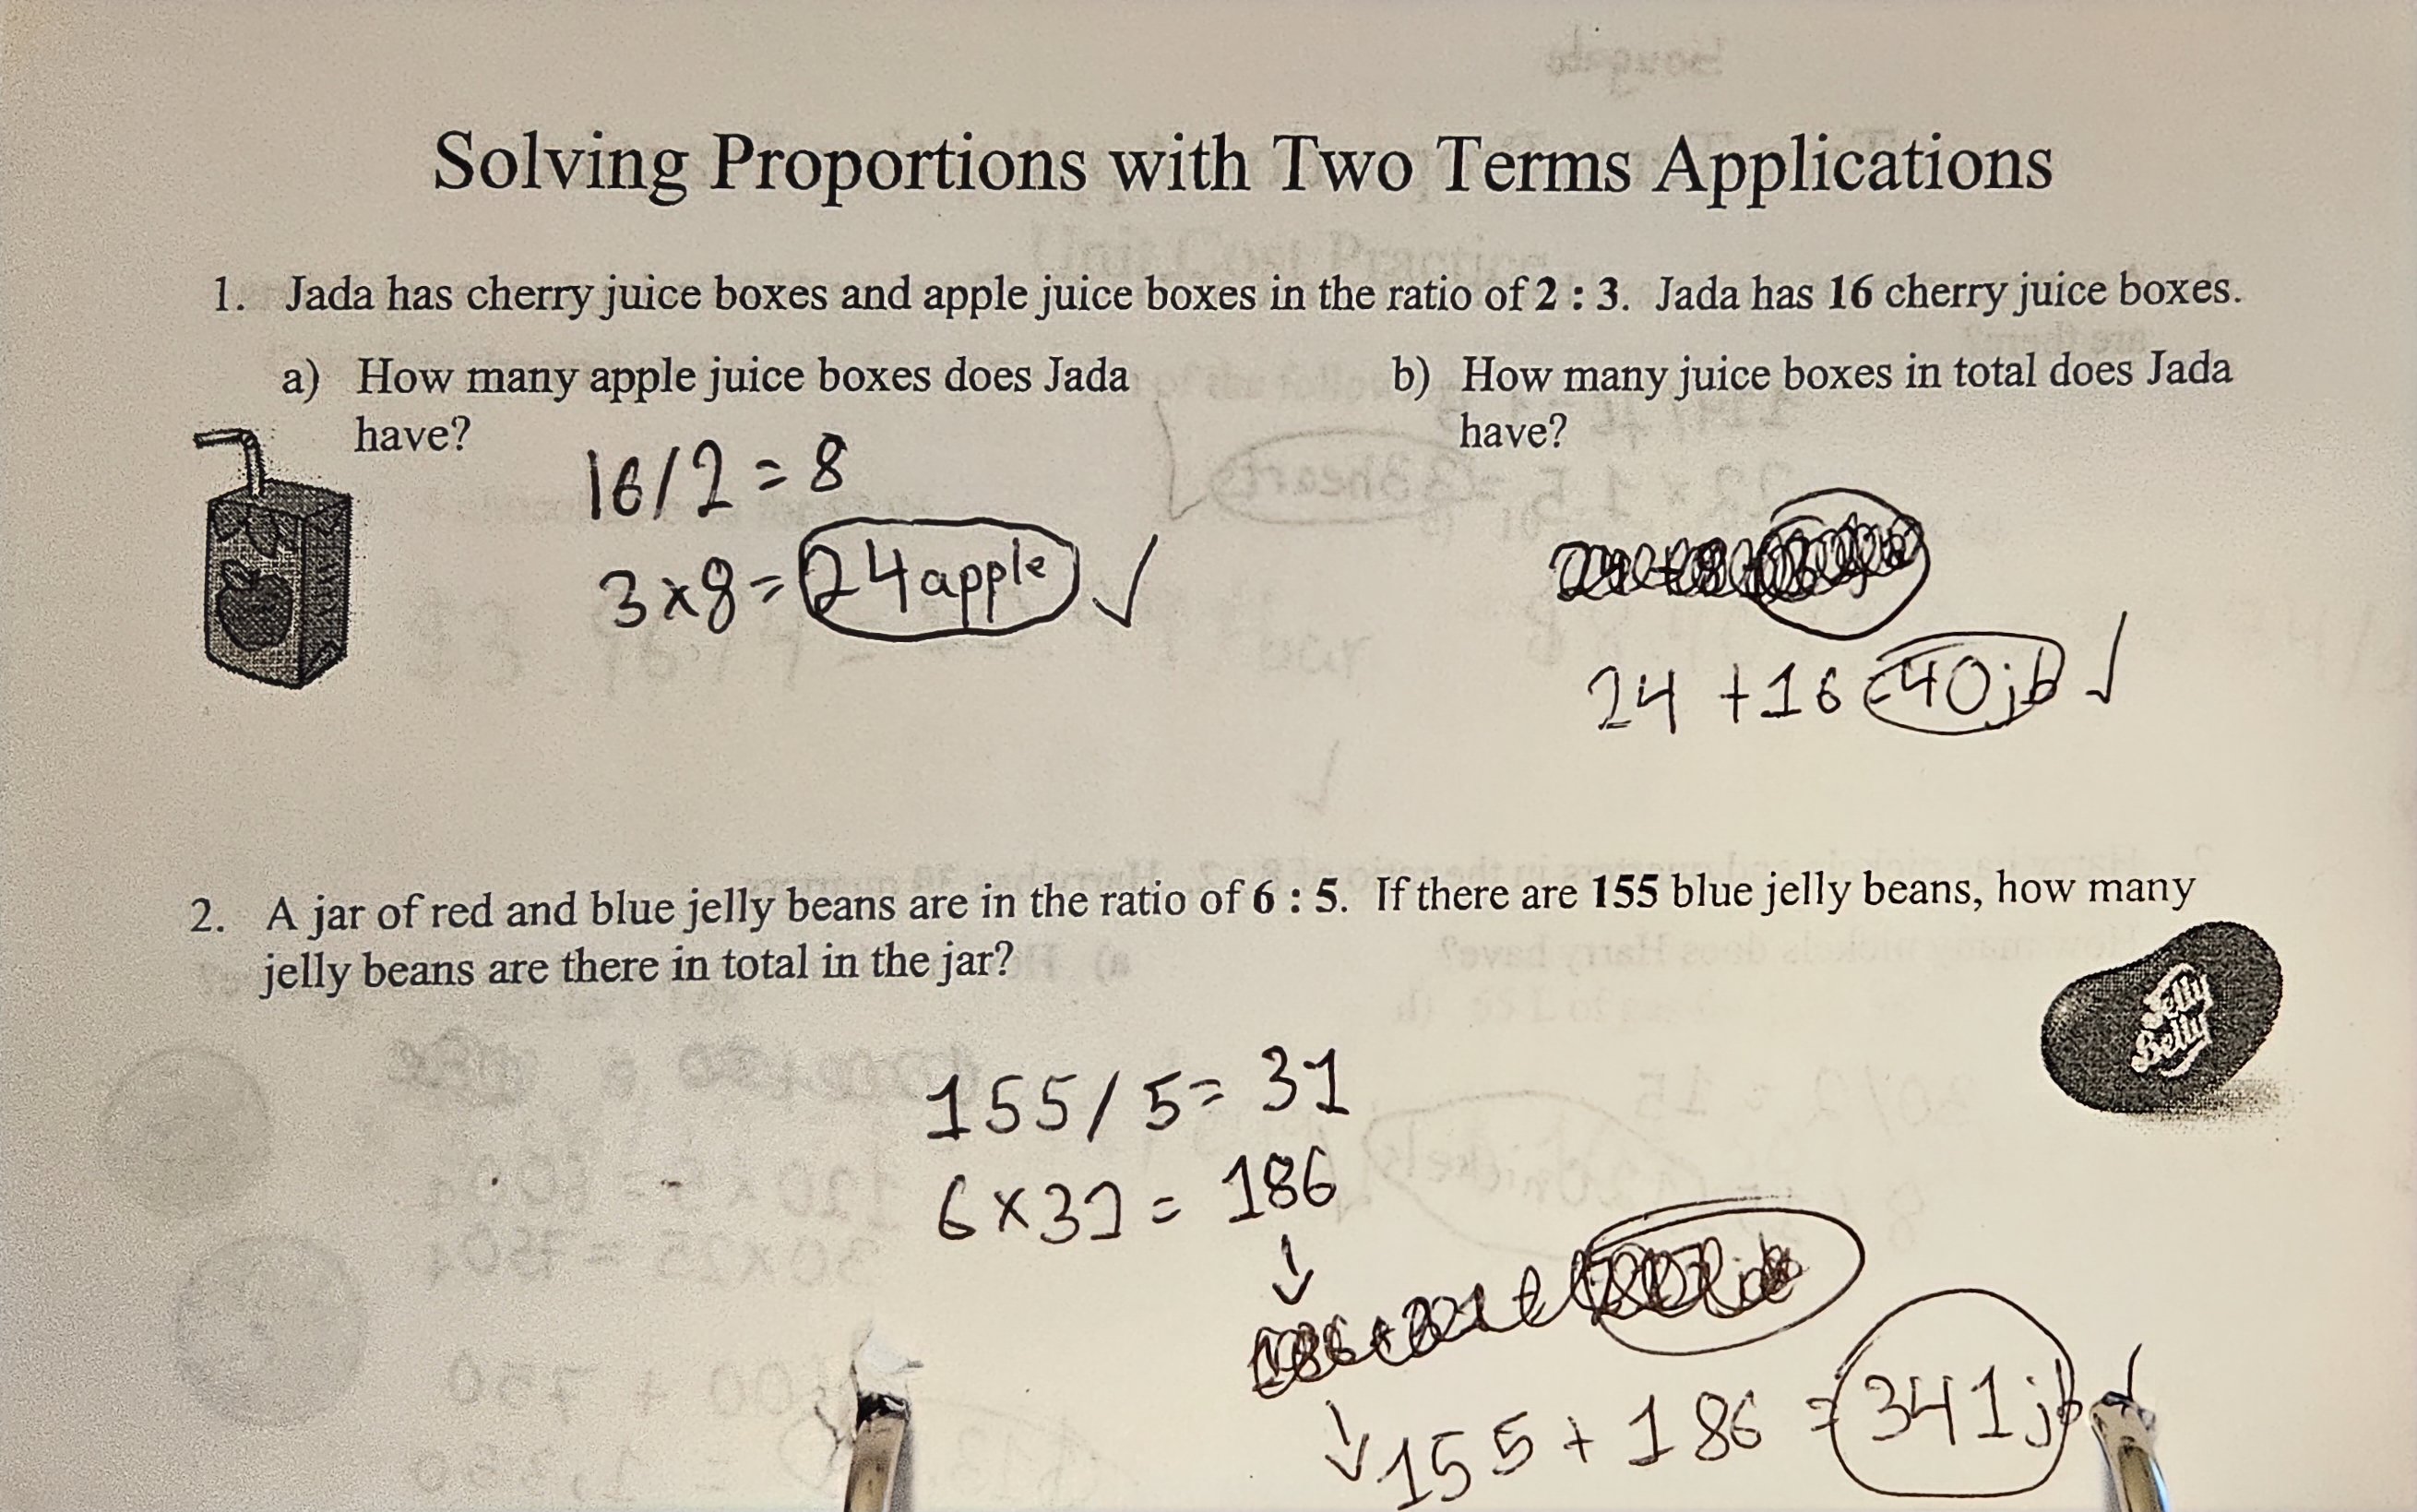 Solving Proportions with Two Terms Applications
1. Jada has cherry juice boxes and apple juice boxes in the ratio of 2 : 3. Jada has 16 cherry juice boxes.
a) How many apple juice boxes does Jada
have?
16/2 = 8
3 x 8 = 24 apple ✓
b) How many juice boxes in total does Jada
have?
24 + 16 = 40 jb ✓
2. A jar of red and blue jelly beans are in the ratio of 6 : 5. If there are 155 blue jelly beans, how many
jelly beans are there in total in the jar?
Jelly
Belly
155 / 5 = 31
6 x 31 = 186
↓
↓ 155 + 186 = 341 jb ✓